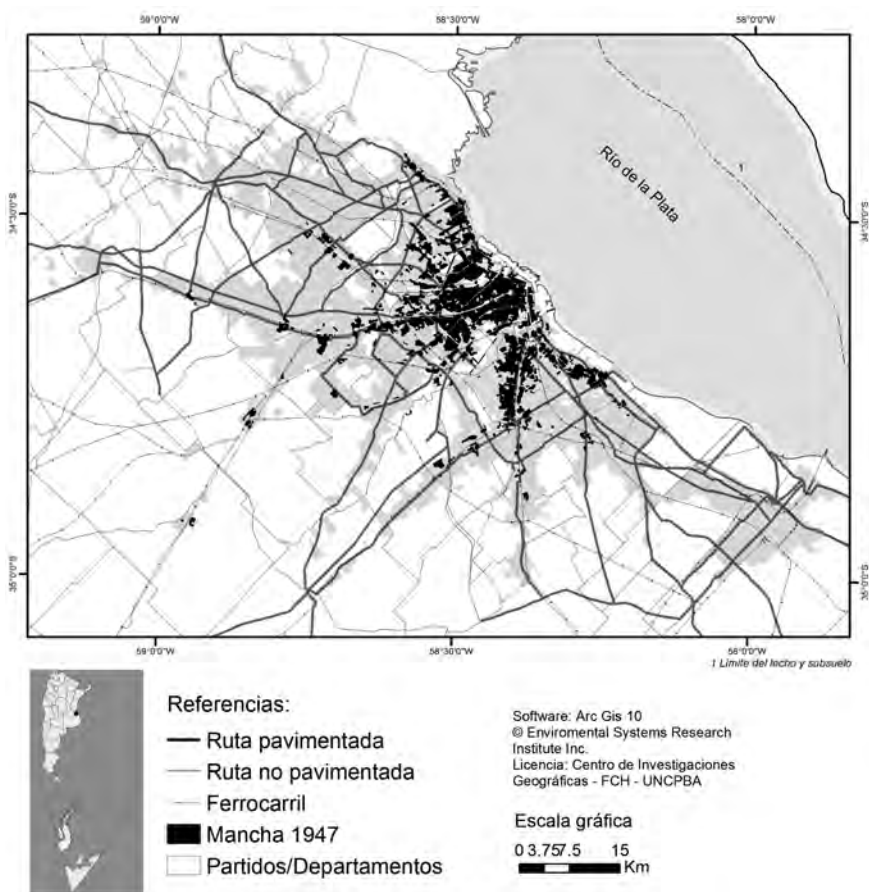 59°0'0"O 58°30'0"O 58°0'0"O
34°30'0"S
34°30'0"S
Río de la Plata
1
35°0'0"S
35°0'0"S
59°0'0"O 58°30'0"O 58°0'0"O
1 Límite del lecho y subsuelo
Referencias:
Ruta pavimentada
Ruta no pavimentada
Ferrocarril
Mancha 1947
Partidos/Departamentos
Software: Arc Gis 10
© Enviromental Systems Research
Institute Inc.
Licencia: Centro de Investigaciones
Geográficas - FCH - UNCPBA
Escala gráfica
0 3.75 7.5 15
Km